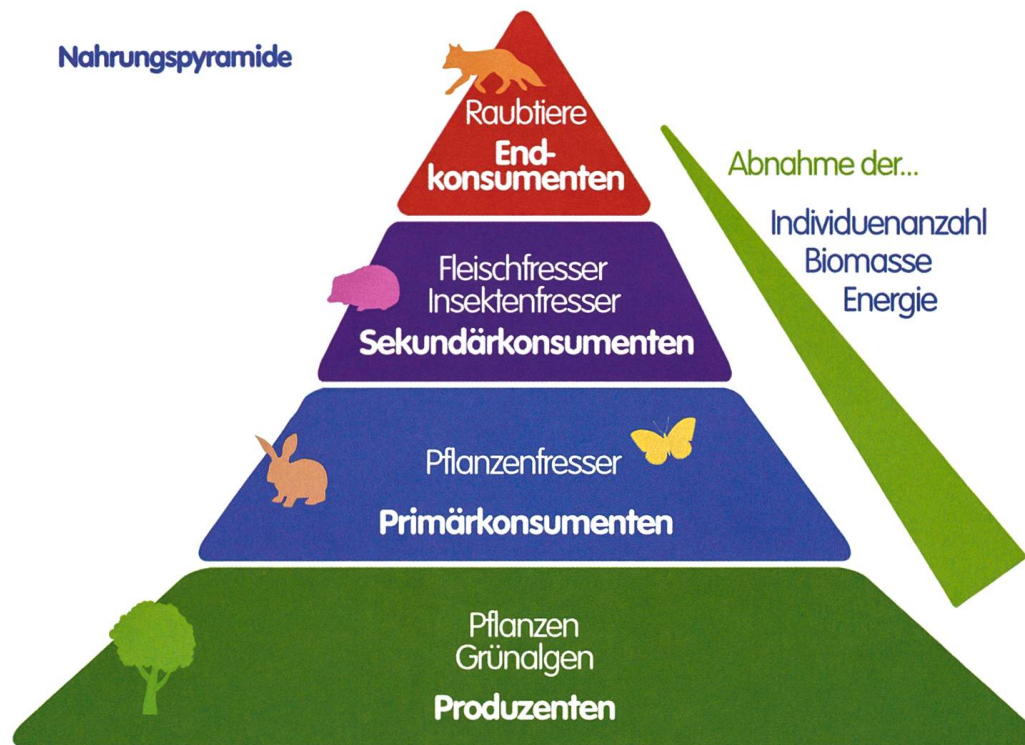 Nahrungspyramide
Raubtiere
End-
konsumenten
Abnahme der...
Individuenanzahl
Biomasse
Energie
Fleischfresser
Insektenfresser
Sekundärkonsumenten
Pflanzenfresser
Primärkonsumenten
Pflanzen
Grünalgen
Produzenten